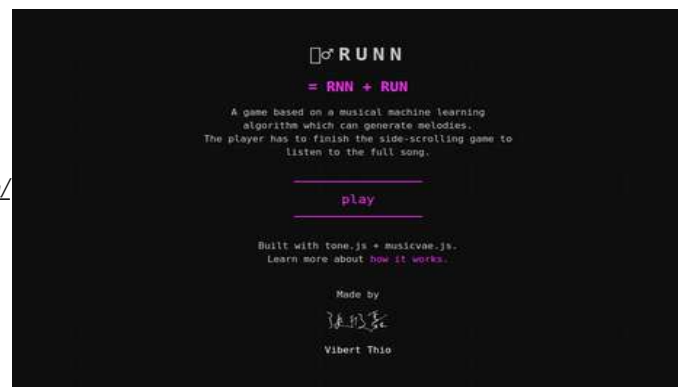 ♂RUNN
= RNN + RUN
A game based on a musical machine learning
algorithm which can generate melodies.
The player has to finish the side-scrolling game to
listen to the full song.
play
Built with tone.js + musicvae.js.
Learn more about how it works.
Made by
Vibert Thio